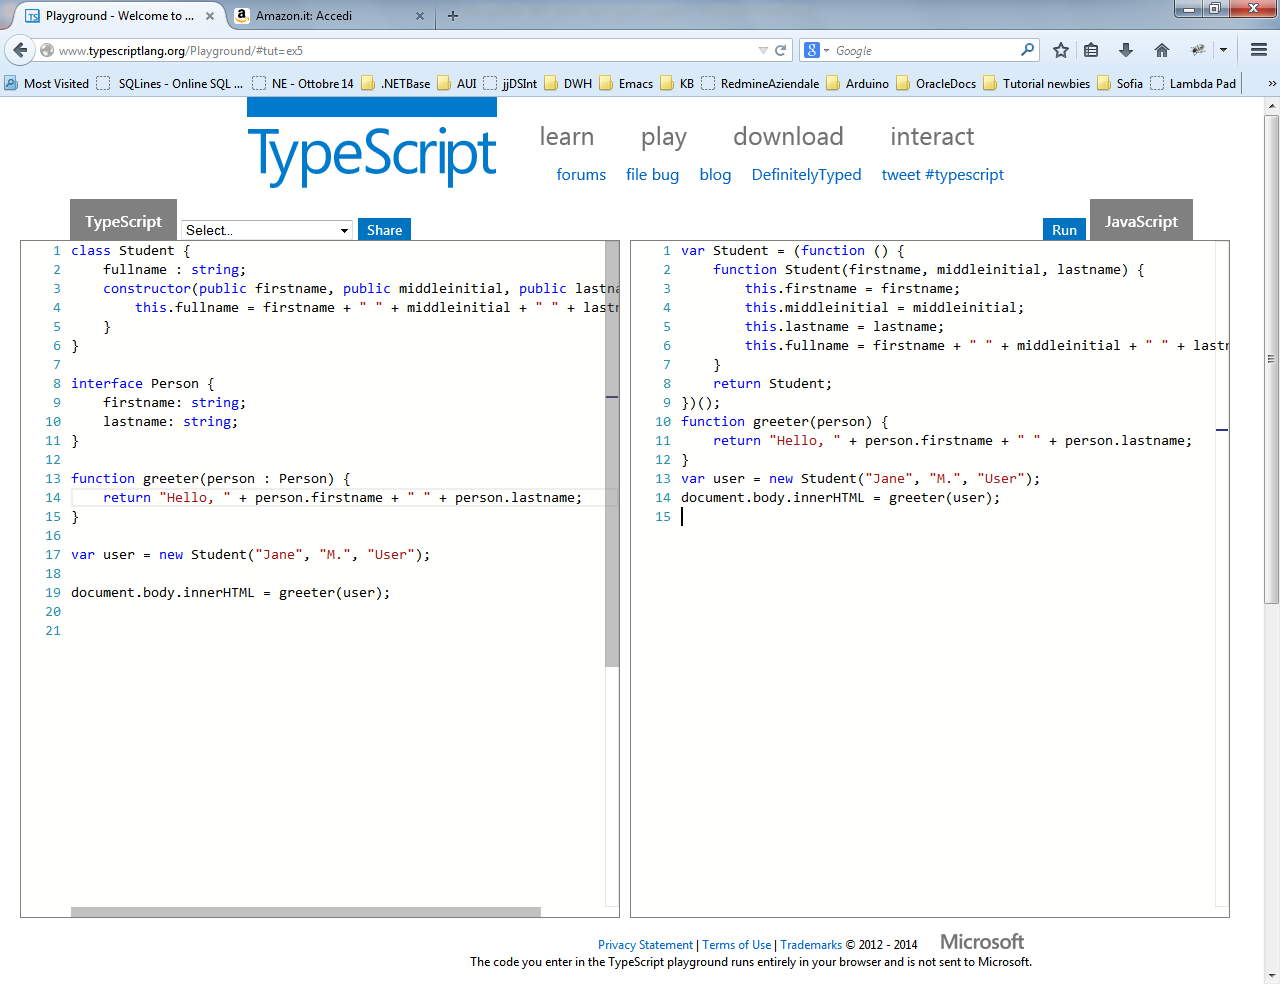 Playground - Welcome to ...
Amazon.it: Accedi
www.typescriptlang.org/Playground/#tut=ex5
Google
Most Visited
SQLines - Online SQL ...
NE - Ottobre 14
.NETBase
AUI
jjDSInt
DWH
Emacs
KB
RedmineAziendale
Arduino
OracleDocs
Tutorial newbies
Sofia
Lambda Pad
»
TypeScript
learn
play
download
interact
forums
file bug
blog
DefinitelyTyped
tweet #typescript
TypeScript
Select...
Share
1 class Student {
2 fullname : string;
3 constructor(public firstname, public middleinitial, public lastna
4 this.fullname = firstname + " " + middleinitial + " " + lastr
5 }
6 }
7
8 interface Person {
9 firstname: string;
10 lastname: string;
11 }
12
13 function greeter(person : Person) {
14 return "Hello, " + person.firstname + " " + person.lastname;
15 }
16
17 var user = new Student("Jane", "M.", "User");
18
19 document.body.innerHTML = greeter(user);
20
21
Run
JavaScript
1 var Student = (function () {
2 function Student(firstname, middleinitial, lastname) {
3 this.firstname = firstname;
4 this.middleinitial = middleinitial;
5 this.lastname = lastname;
6 this.fullname = firstname + " " + middleinitial + " " + lastr
7 }
8 return Student;
9 })();
10 function greeter(person) {
11 return "Hello, " + person.firstname + " " + person.lastname;
12 }
13 var user = new Student("Jane", "M.", "User");
14 document.body.innerHTML = greeter(user);
15
Privacy Statement | Terms of Use | Trademarks © 2012 - 2014 Microsoft
The code you enter in the TypeScript playground runs entirely in your browser and is not sent to Microsoft.